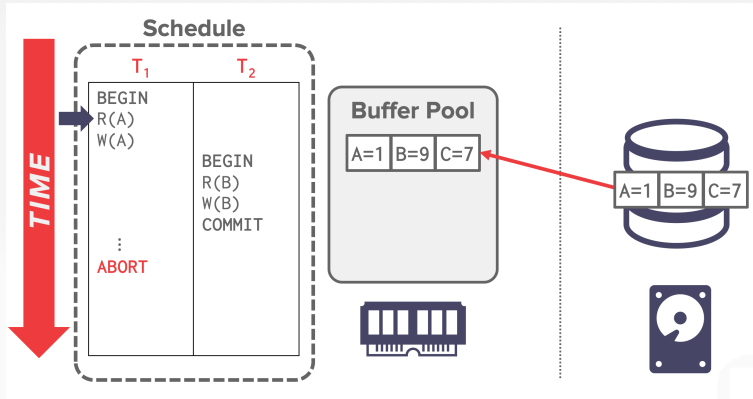 Schedule
TIME
T1
T2
BEGIN
R(A)
W(A)
BEGIN
R(B)
W(B)
COMMIT
⋮
ABORT
Buffer Pool
A=1 B=9 C=7
A=1 B=9 C=7